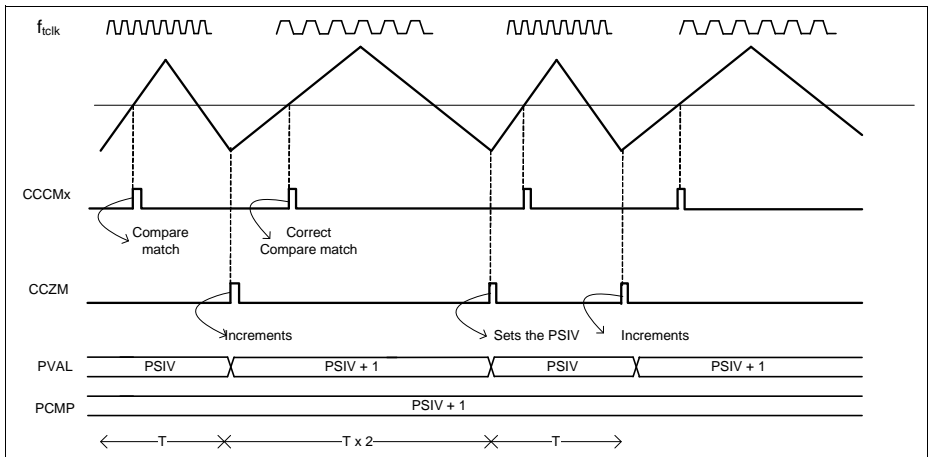 f_tclk
CCCMx
Compare
match
Correct
Compare match
CCZM
Increments
Sets the PSIV
Increments
PVAL
PSIV
PSIV + 1
PSIV
PSIV + 1
PCMP
PSIV + 1
T
T x 2
T